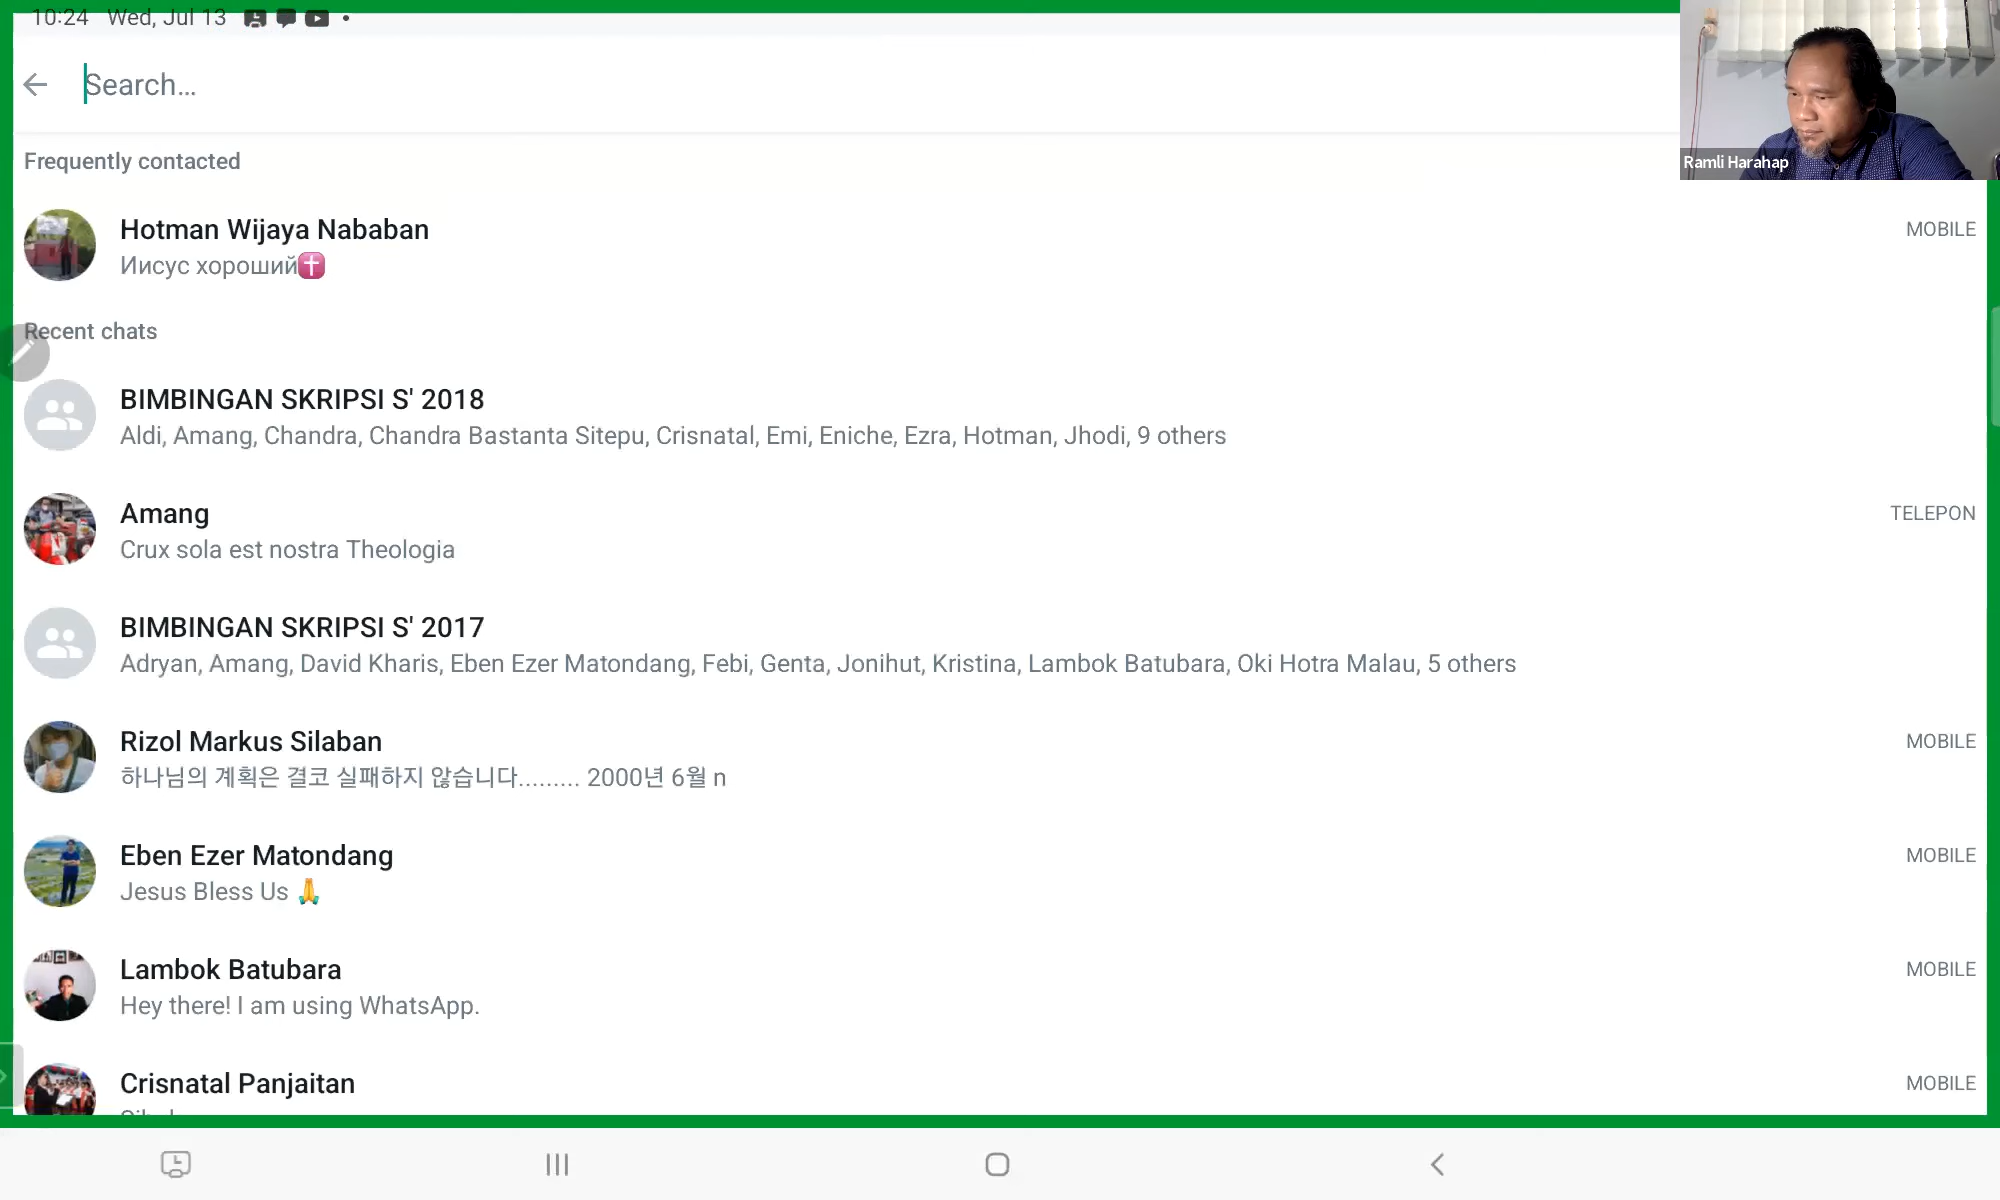 10:24 Wed, Jul 13
Search...
Ramli Harahap
Frequently contacted
Hotman Wijaya Nababan
MOBILE
Иисус хороший✝️
Recent chats
BIMBINGAN SKRIPSI S' 2018
Aldi, Amang, Chandra, Chandra Bastanta Sitepu, Crisnatal, Emi, Eniche, Ezra, Hotman, Jhodi, 9 others
Amang
TELEPON
Crux sola est nostra Theologia
BIMBINGAN SKRIPSI S' 2017
Adryan, Amang, David Kharis, Eben Ezer Matondang, Febi, Genta, Jonihut, Kristina, Lambok Batubara, Oki Hotra Malau, 5 others
Rizol Markus Silaban
MOBILE
하나님의 계획은 결코 실패하지 않습니다......... 2000년 6월 n
Eben Ezer Matondang
MOBILE
Jesus Bless Us 🙏
Lambok Batubara
MOBILE
Hey there! I am using WhatsApp.
Crisnatal Panjaitan
MOBILE